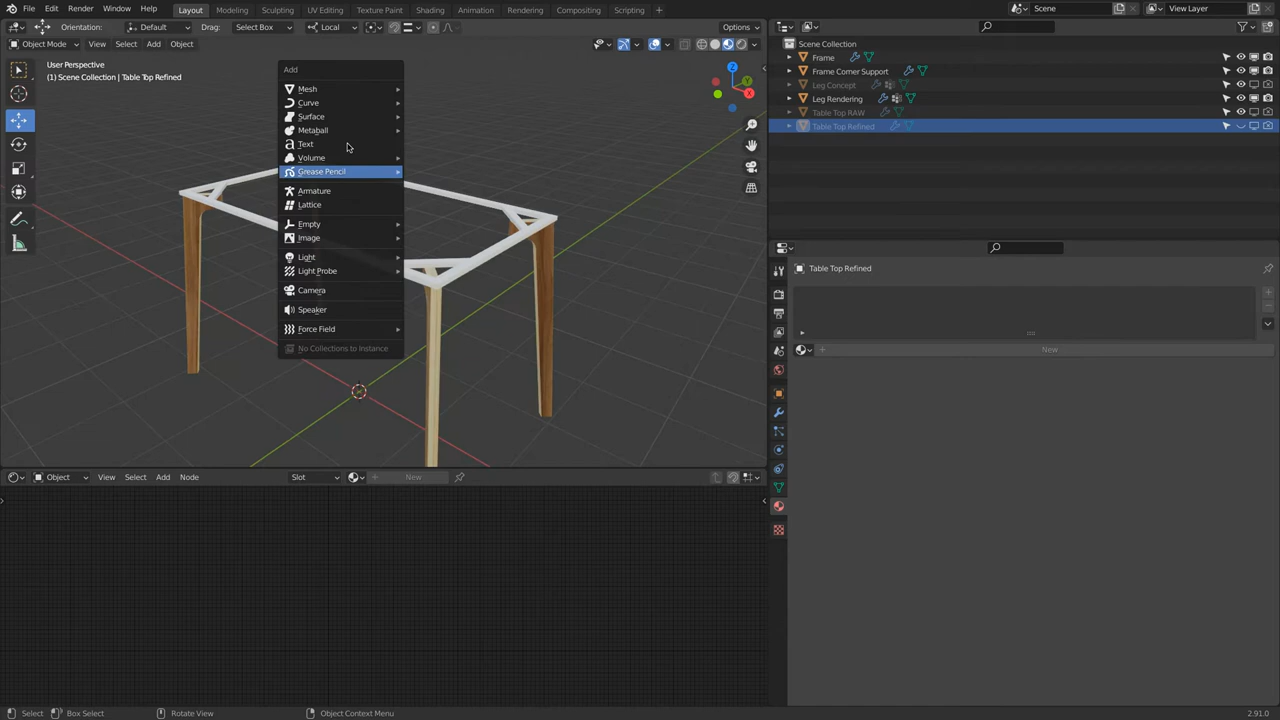 File Edit Render Window Help Layout Modeling Sculpting UV Editing Texture Paint Shading Animation Rendering Compositing Scripting Scene View Layer
Orientation: Default Drag: Select Box Local Options
Object Mode View Select Add Object
User Perspective
(1) Scene Collection | Table Top Refined
Z
Y
X
Add
Mesh
Curve
Surface
Metaball
Text
Volume
Grease Pencil
Armature
Lattice
Empty
Image
Light
Light Probe
Camera
Speaker
Force Field
No Collections to Instance
Scene Collection
Frame
Frame Corner Support
Leg Concept
Leg Rendering
Table Top RAW
Table Top Refined
Table Top Refined
New
Object View Select Add Node Slot New
Select Box Select Rotate View Object Context Menu 2.91.0